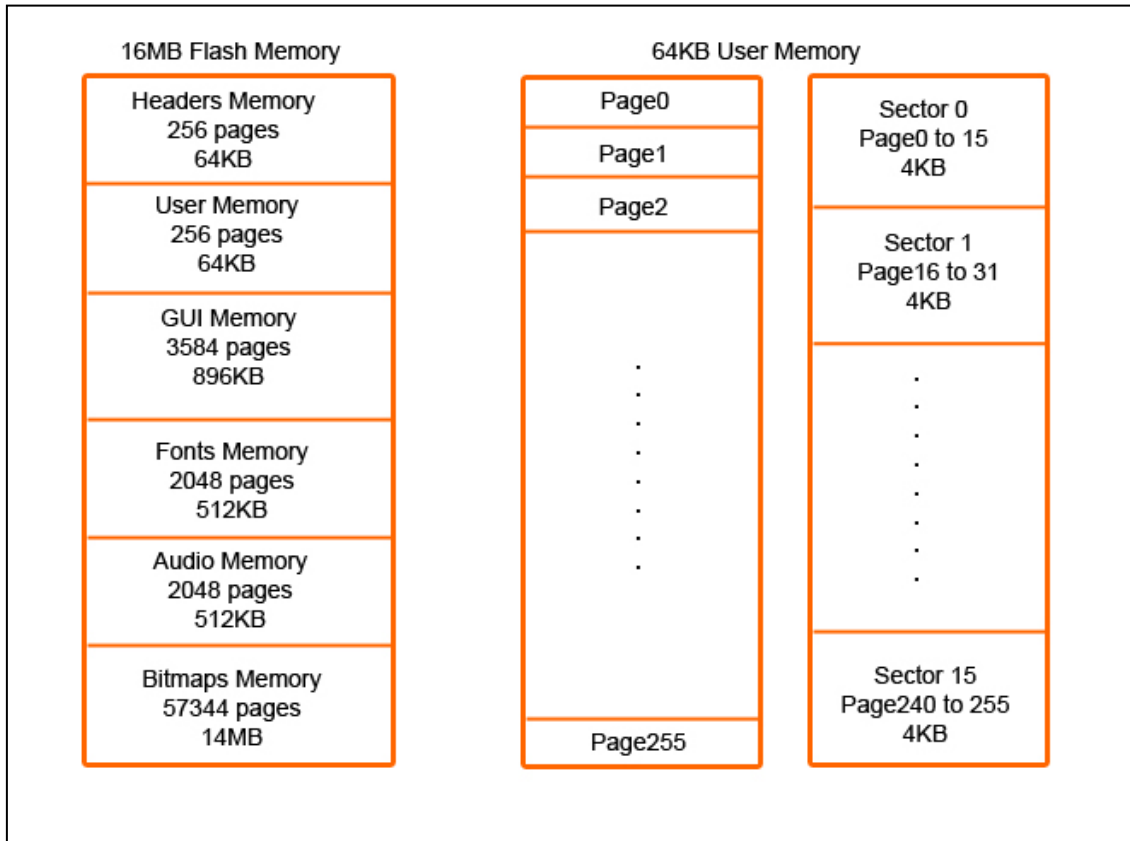 16MB Flash Memory
Headers Memory
256 pages
64KB
User Memory
256 pages
64KB
GUI Memory
3584 pages
896KB
Fonts Memory
2048 pages
512KB
Audio Memory
2048 pages
512KB
Bitmaps Memory
57344 pages
14MB
64KB User Memory
Page0
Page1
Page2
Page255
Sector 0
Page0 to 15
4KB
Sector 1
Page16 to 31
4KB
Sector 15
Page240 to 255
4KB